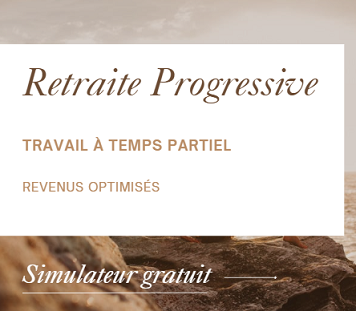 Retraite Progressive
TRAVAIL À TEMPS PARTIEL
REVENUS OPTIMISÉS
Simulateur gratuit